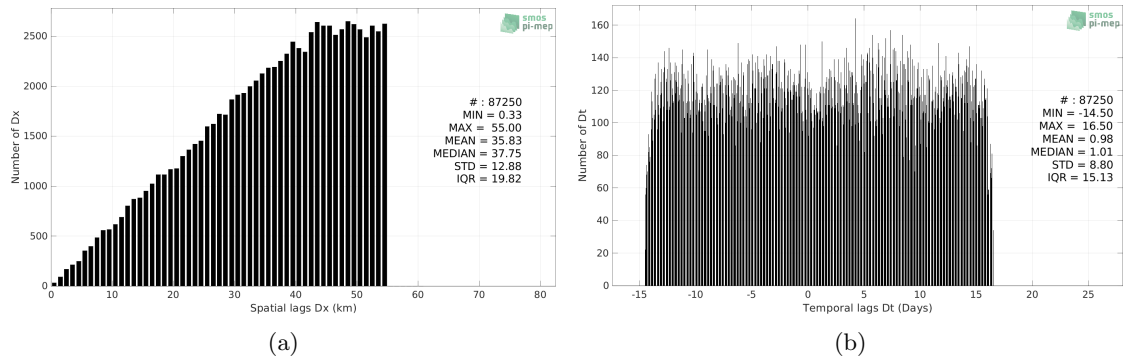 smos
pi-mep
2500
2000
1500
1000
500
0
Number of Dx
# : 87250
MIN = 0.33
MAX = 55.00
MEAN = 35.83
MEDIAN = 37.75
STD = 12.88
IQR = 19.82
0 10 20 30 40 50 60 70 80
Spatial lags Dx (km)
(a)
smos
pi-mep
160
140
120
100
80
60
40
20
0
Number of Dt
# : 87250
MIN = -14.50
MAX = 16.50
MEAN = 0.98
MEDIAN = 1.01
STD = 8.80
IQR = 15.13
-15 -10 -5 0 5 10 15 20 25
Temporal lags Dt (Days)
(b)